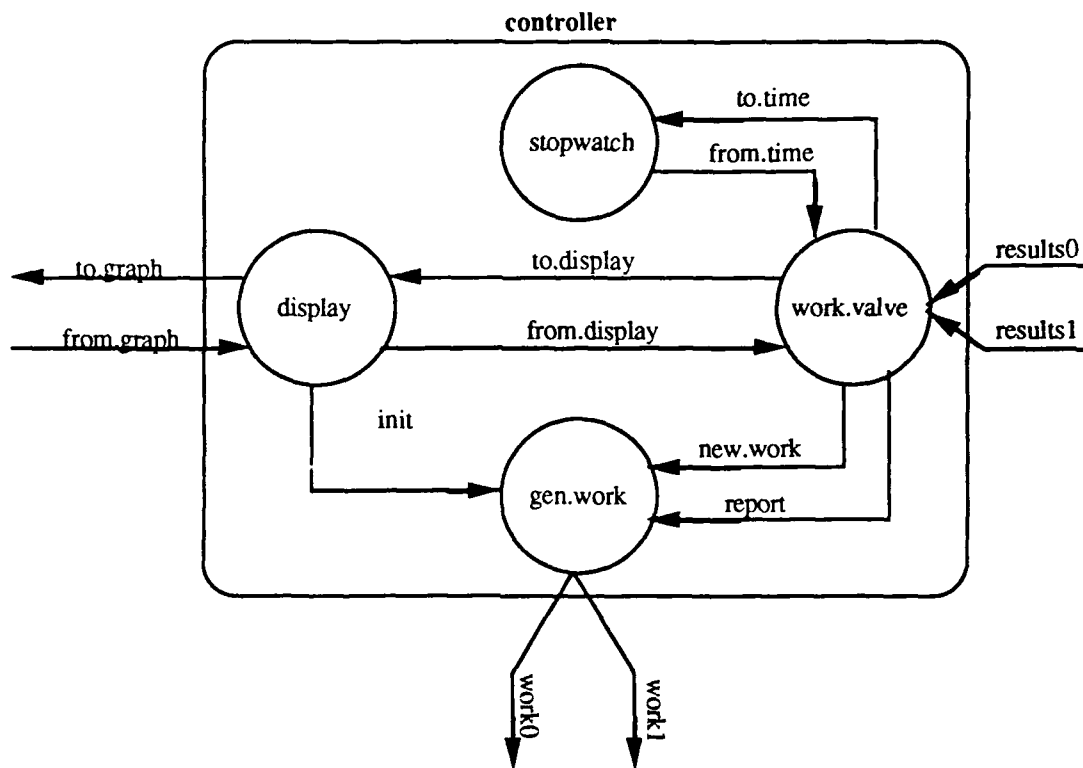 controller
to.time
stopwatch
from.time
to.graph
to.display
results0
display
work.valve
from.graph
from.display
results1
init
new.work
gen.work
report
work0
work1